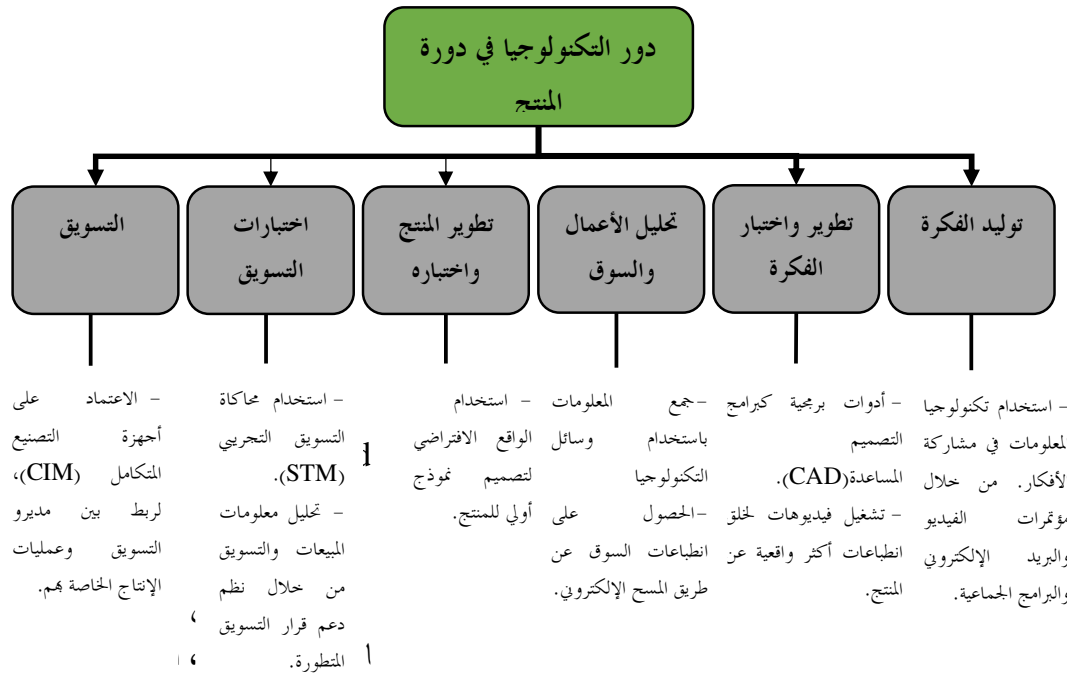 دور التكنولوجيا في دورة
المنتج
توليد الفكرة
تطوير واختبار
الفكرة
تحليل الأعمال
والسوق
تطوير المنتج
واختباره
اختبارات
التسويق
التسويق
– استخدام تكنولوجيا
المعلومات في مشاركة
الأفكار. من خلال
مؤتمرات الفيديو
والبريد الإلكتروني
والبرامج الجماعية.
– أدوات برمجية كبرامج
التصميم
المساعدة(CAD).
– تشغيل فيديوهات لخلق
انطباعات أكثر واقعية عن
المنتج.
–جمع المعلومات
باستخدام وسائل
التكنولوجيا
–الحصول على
انطباعات السوق عن
طريق المسح الإلكتروني.
– استخدام
الواقع الافتراضي
لتصميم نموذج
أولي للمنتج.
– استخدام محاكاة
التسويق التجريبي
(STM).
– تحليل معلومات
المبيعات والتسويق
من خلال نظم
دعم قرار التسويق
المتطورة.
– الاعتماد على
أجهزة التصنيع
المتكامل (CIM)،
لربط بين مديرو
التسويق وعمليات
الإنتاج الخاصة بهم.